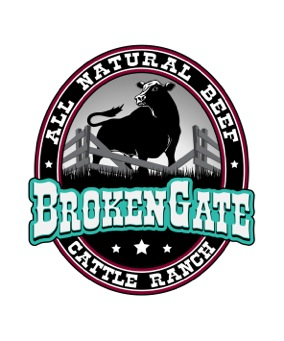 ALL NATURAL BEEF
BROKENGATE
CATTLE RANCH